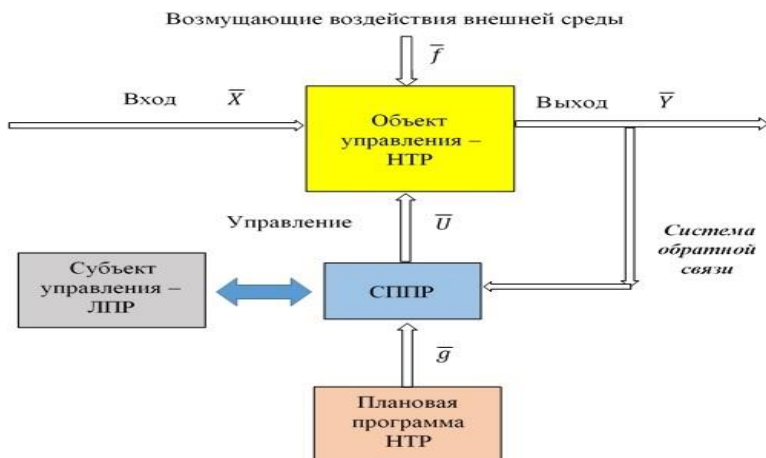 Возмущающие воздействия внешней среды
f̅
Вход X̅
Объект
управления –
НТР
Выход Y̅
Управление U̅
Система
обратной
связи
Субъект
управления –
ЛПР
СППР
g̅
Плановая
программа
НТР